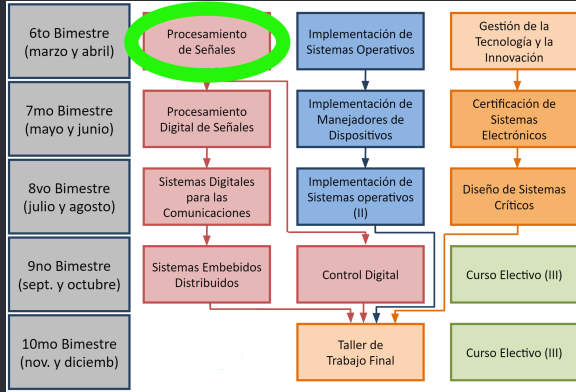 6to Bimestre
(marzo y abril)
Procesamiento
de Señales
Implementación de
Sistemas Operativos
Gestión de la
Tecnología y la
Innovación
7mo Bimestre
(mayo y junio)
Procesamiento
Digital de Señales
Implementación de
Manejadores de
Dispositivos
Certificación de
Sistemas
Electrónicos
8vo Bimestre
(julio y agosto)
Sistemas Digitales
para las
Comunicaciones
Implementación de
Sistemas operativos
(II)
Diseño de Sistemas
Críticos
9no Bimestre
(sept. y octubre)
Sistemas Embebidos
Distribuidos
Control Digital
Curso Electivo (III)
10mo Bimestre
(nov. y diciemb)
Taller de
Trabajo Final
Curso Electivo (III)